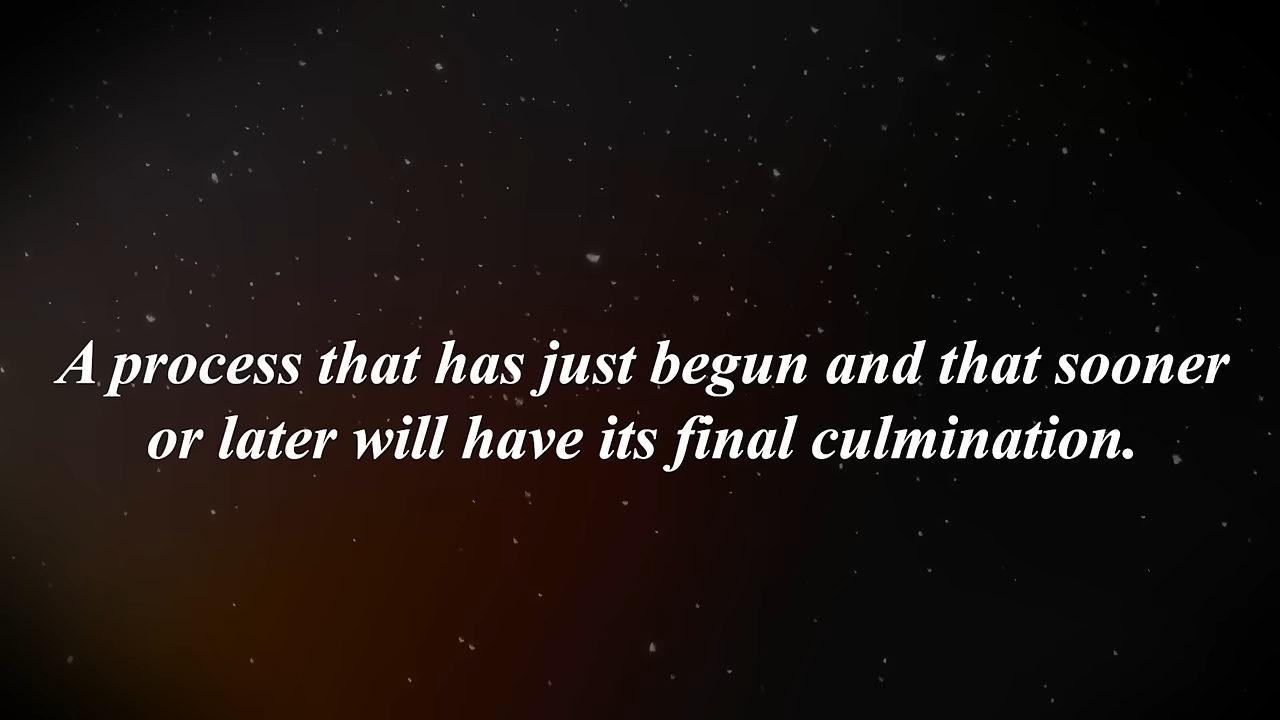 A process that has just begun and that sooner
or later will have its final culmination.